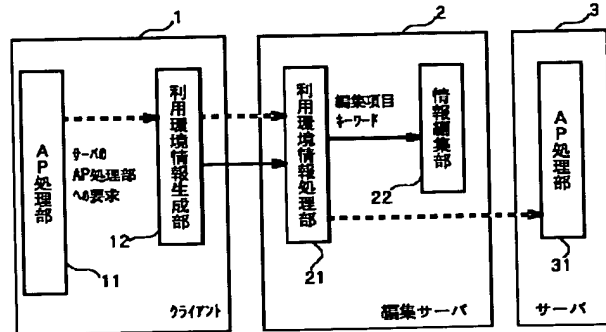 1
2
3
AP処理部
サーバの
AP処理部
への要求
11
利用環境情報生成部
12
クライアント
利用環境情報処理部
21
編集項目
キーワード
情報編集部
22
編集サーバ
AP処理部
31
サーバ